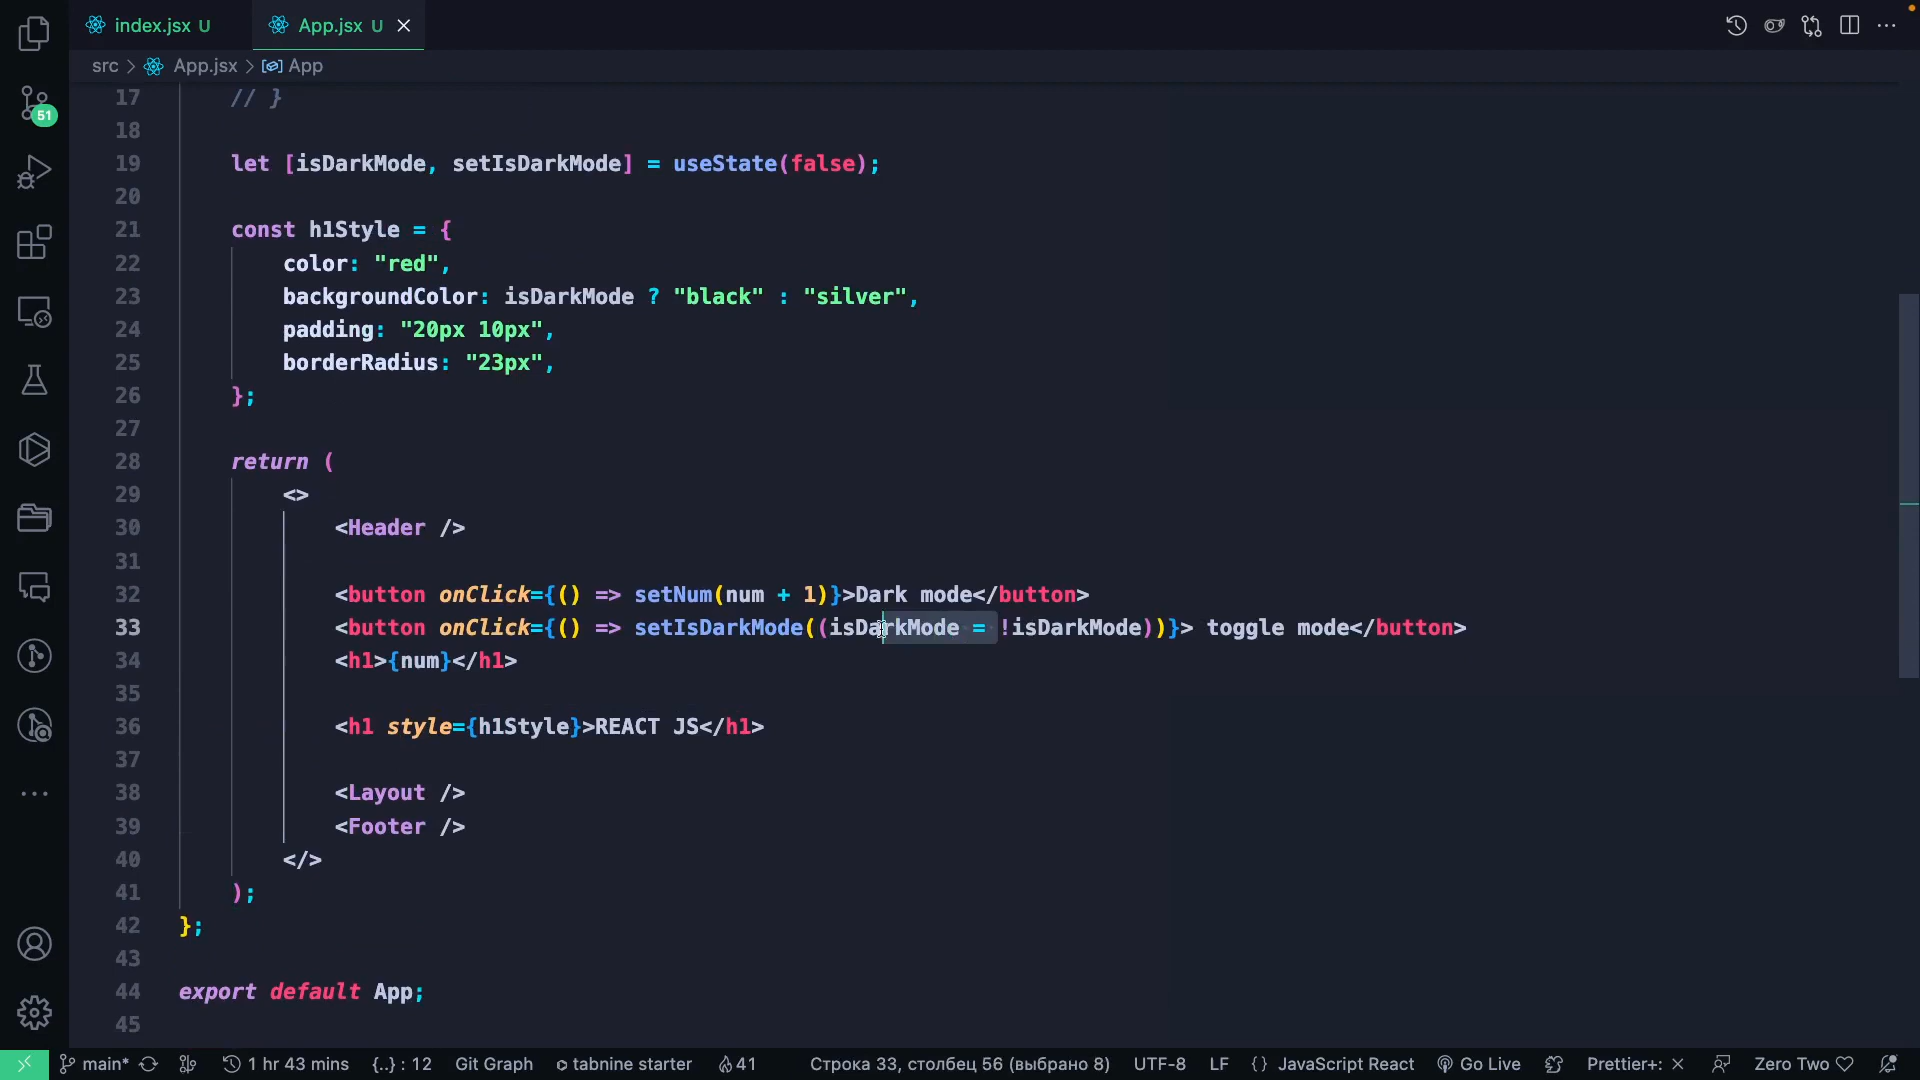 index.jsx U
App.jsx U
src > App.jsx > App
51
17 // }
18
19 let [isDarkMode, setIsDarkMode] = useState(false);
20
21 const h1Style = {
22 color: "red",
23 backgroundColor: isDarkMode ? "black" : "silver",
24 padding: "20px 10px",
25 borderRadius: "23px",
26 };
27
28 return (
29 <>
30 <Header />
31
32 <button onClick={() => setNum(num + 1)}>Dark mode</button>
33 <button onClick={() => setIsDarkMode((isDarkMode = !isDarkMode))}> toggle mode</button>
34 <h1>{num}</h1>
35
36 <h1 style={h1Style}>REACT JS</h1>
37
38 <Layout />
39 <Footer />
40 </>
41 );
42 };
43
44 export default App;
45
main* 1 hr 43 mins {..} : 12 Git Graph tabnine starter 41 Строка 33, столбец 56 (выбрано 8) UTF-8 LF {} JavaScript React Go Live Prettier+: × Zero Two ♡